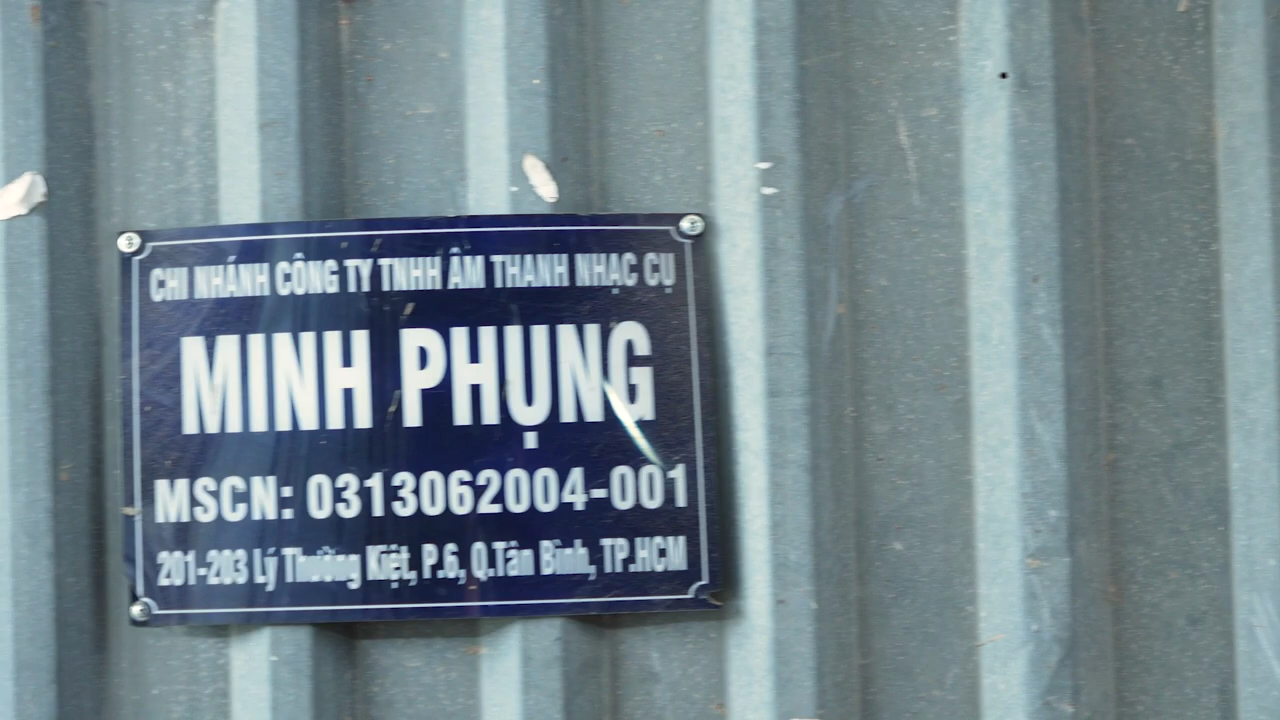 CHI NHÁNH CÔNG TY TNHH ÂM THANH NHẠC CỤ
MINH PHỤNG
MSCN: 0313062004-001
201-203 Lý Thường Kiệt, P.6, Q.Tân Bình, TP.HCM